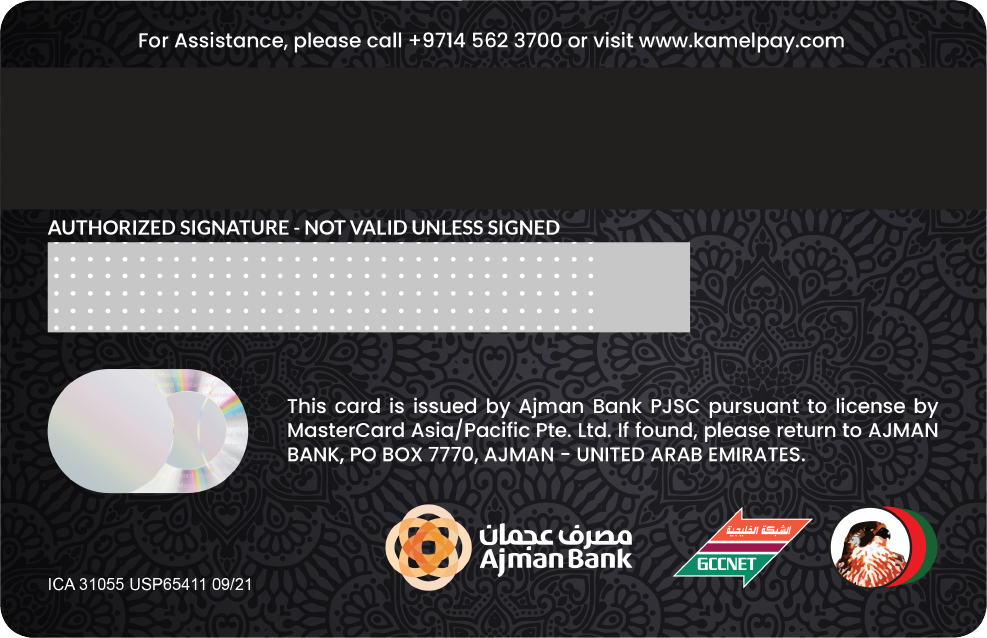 For Assistance, please call +9714 562 3700 or visit www.kamelpay.com
AUTHORIZED SIGNATURE - NOT VALID UNLESS SIGNED
This card is issued by Ajman Bank PJSC pursuant to license by
MasterCard Asia/Pacific Pte. Ltd. If found, please return to AJMAN
BANK, PO BOX 7770, AJMAN - UNITED ARAB EMIRATES.
مصرف عجمان
Ajman Bank
الشبكة الخليجية
GCCNET
ICA 31055 USP65411 09/21